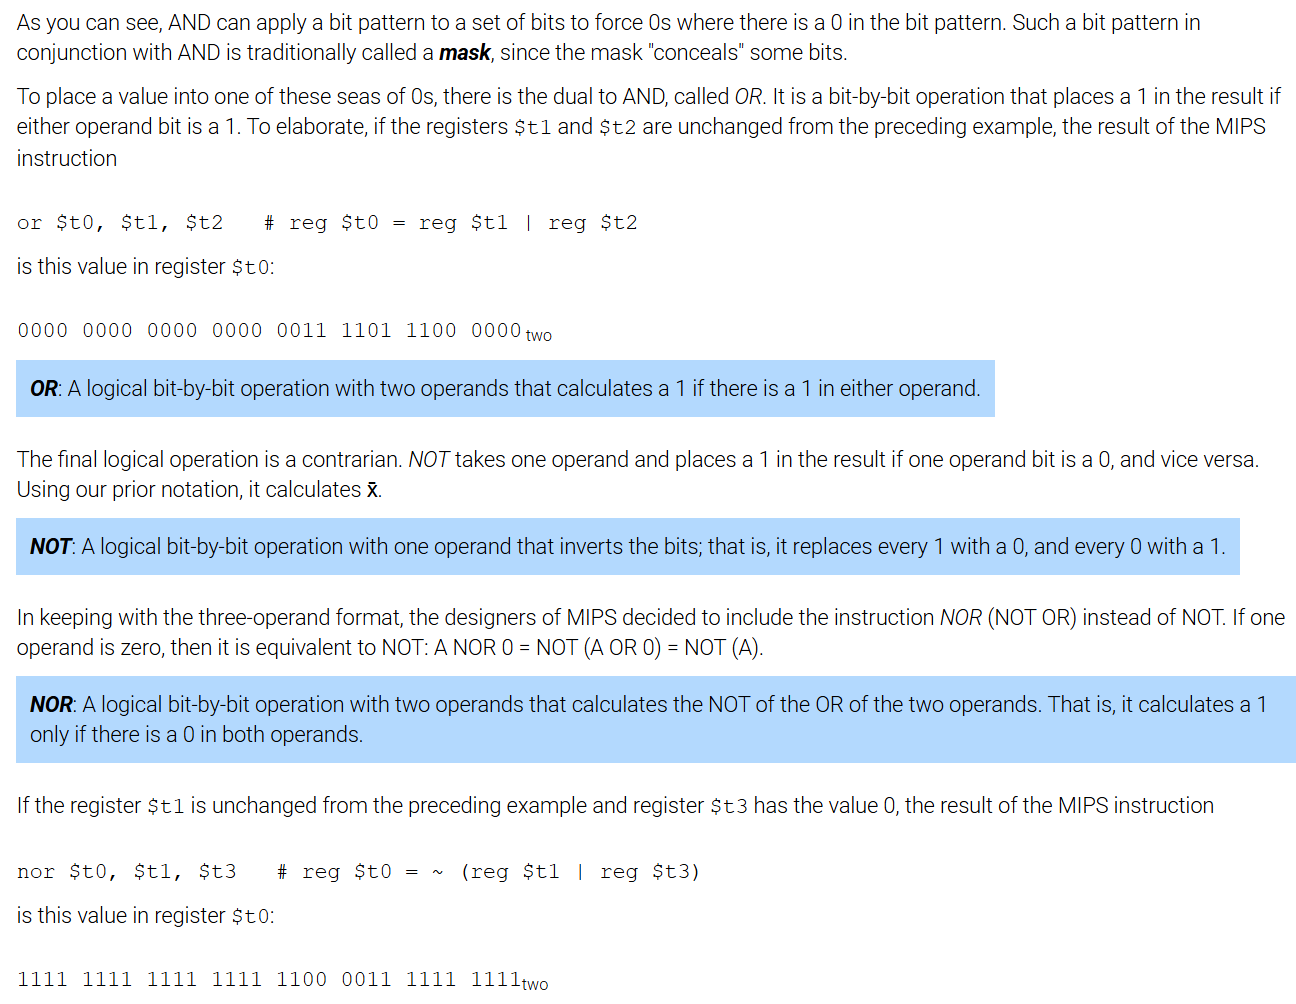 As you can see, AND can apply a bit pattern to a set of bits to force 0s where there is a 0 in the bit pattern. Such a bit pattern in
conjunction with AND is traditionally called a mask, since the mask "conceals" some bits.
To place a value into one of these seas of 0s, there is the dual to AND, called OR. It is a bit-by-bit operation that places a 1 in the result if
either operand bit is a 1. To elaborate, if the registers $t1 and $t2 are unchanged from the preceding example, the result of the MIPS
instruction
or $t0, $t1, $t2   # reg $t0 = reg $t1 | reg $t2
is this value in register $t0:
0000 0000 0000 0000 0011 1101 1100 0000 two
OR: A logical bit-by-bit operation with two operands that calculates a 1 if there is a 1 in either operand.
The final logical operation is a contrarian. NOT takes one operand and places a 1 in the result if one operand bit is a 0, and vice versa.
Using our prior notation, it calculates x̄.
NOT: A logical bit-by-bit operation with one operand that inverts the bits; that is, it replaces every 1 with a 0, and every 0 with a 1.
In keeping with the three-operand format, the designers of MIPS decided to include the instruction NOR (NOT OR) instead of NOT. If one
operand is zero, then it is equivalent to NOT: A NOR 0 = NOT (A OR 0) = NOT (A).
NOR: A logical bit-by-bit operation with two operands that calculates the NOT of the OR of the two operands. That is, it calculates a 1
only if there is a 0 in both operands.
If the register $t1 is unchanged from the preceding example and register $t3 has the value 0, the result of the MIPS instruction
nor $t0, $t1, $t3   # reg $t0 = ~ (reg $t1 | reg $t3)
is this value in register $t0:
1111 1111 1111 1111 1100 0011 1111 1111two